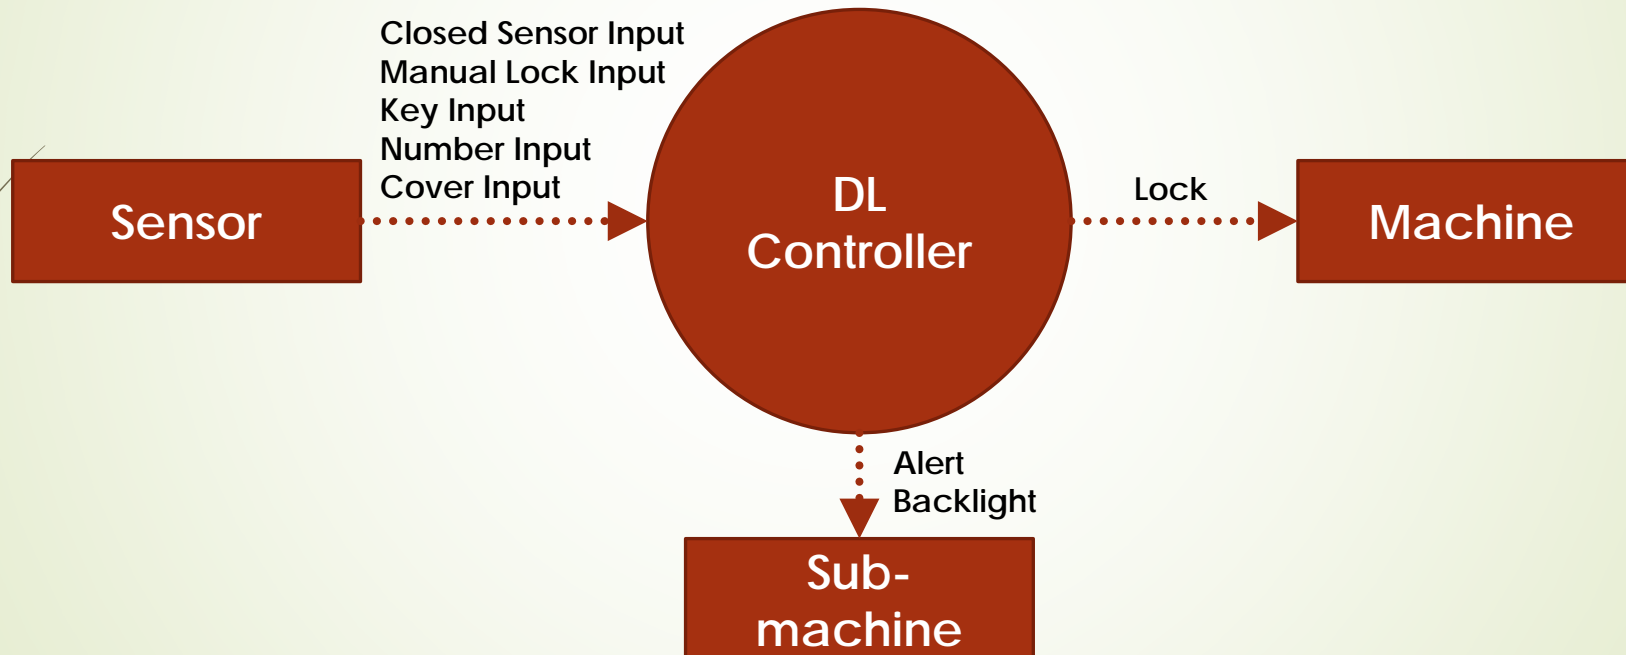 Closed Sensor Input
Manual Lock Input
Key Input
Number Input
Cover Input
Sensor
DL
Controller
Lock
Machine
Alert
Backlight
Sub-
machine